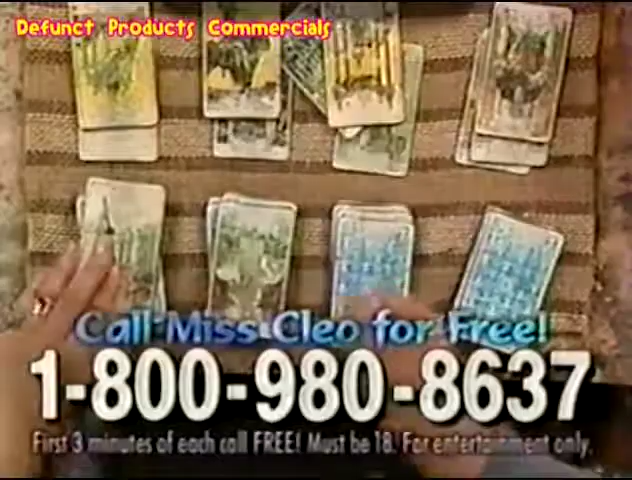 Defunct Products Commercials
Call Miss Cleo for Free!
1-800-980-8637
First 3 minutes of each call FREE! Must be 18. For entertainment only.